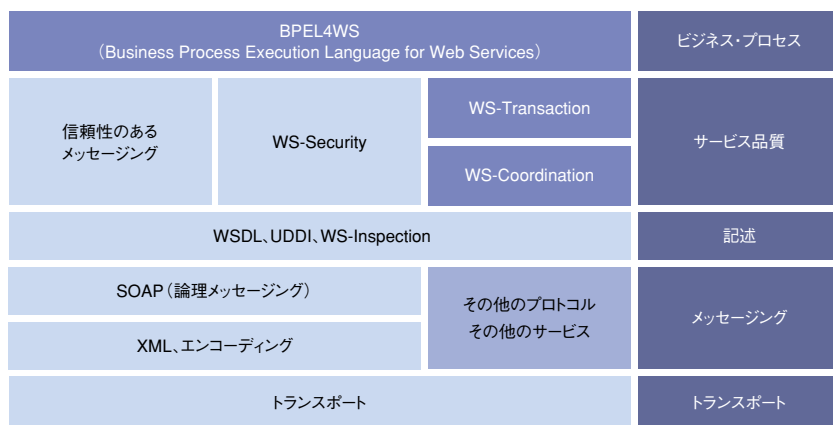 BPEL4WS
（Business Process Execution Language for Web Services）
ビジネス・プロセス
信頼性のある
メッセージング
WS-Security
WS-Transaction
WS-Coordination
サービス品質
WSDL、UDDI、WS-Inspection
記述
SOAP（論理メッセージング）
XML、エンコーディング
その他のプロトコル
その他のサービス
メッセージング
トランスポート
トランスポート